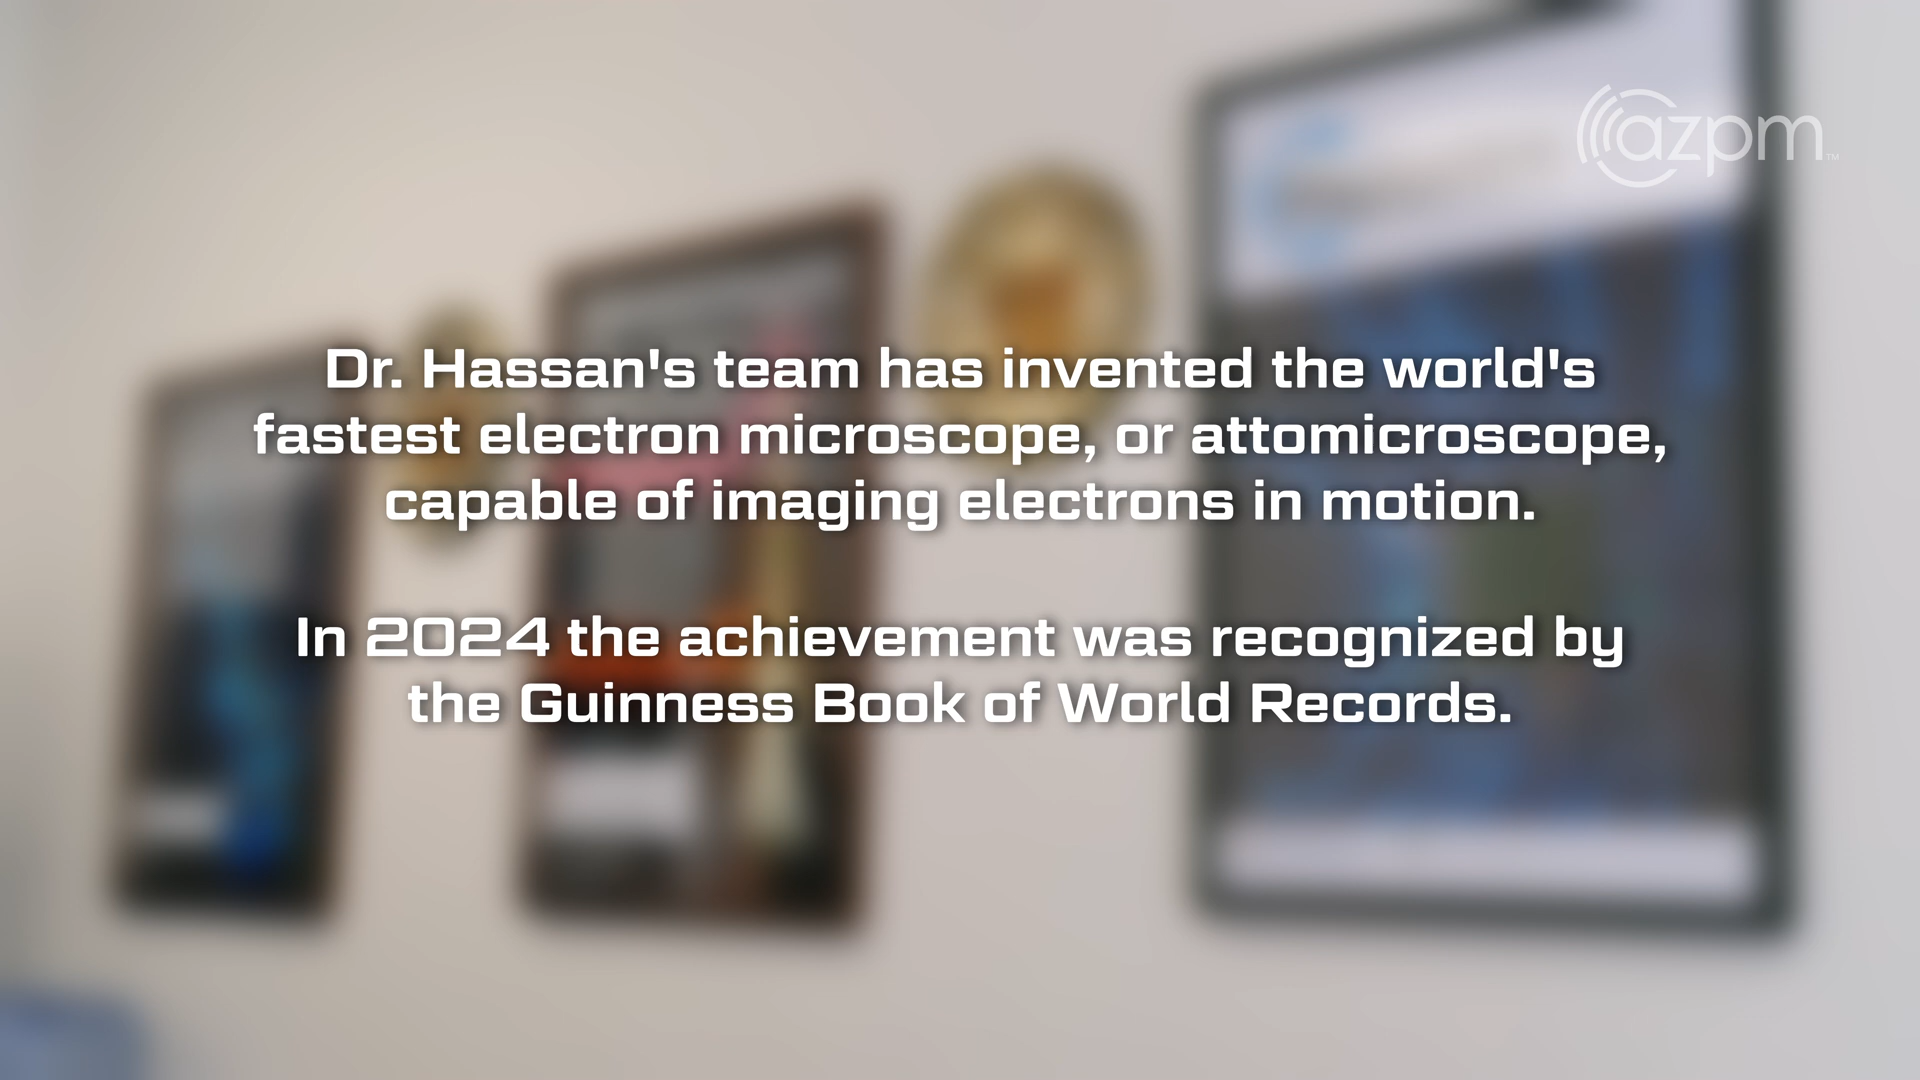 azpm™
Dr. Hassan's team has invented the world's
fastest electron microscope, or attomicroscope,
capable of imaging electrons in motion.
In 2024 the achievement was recognized by
the Guinness Book of World Records.